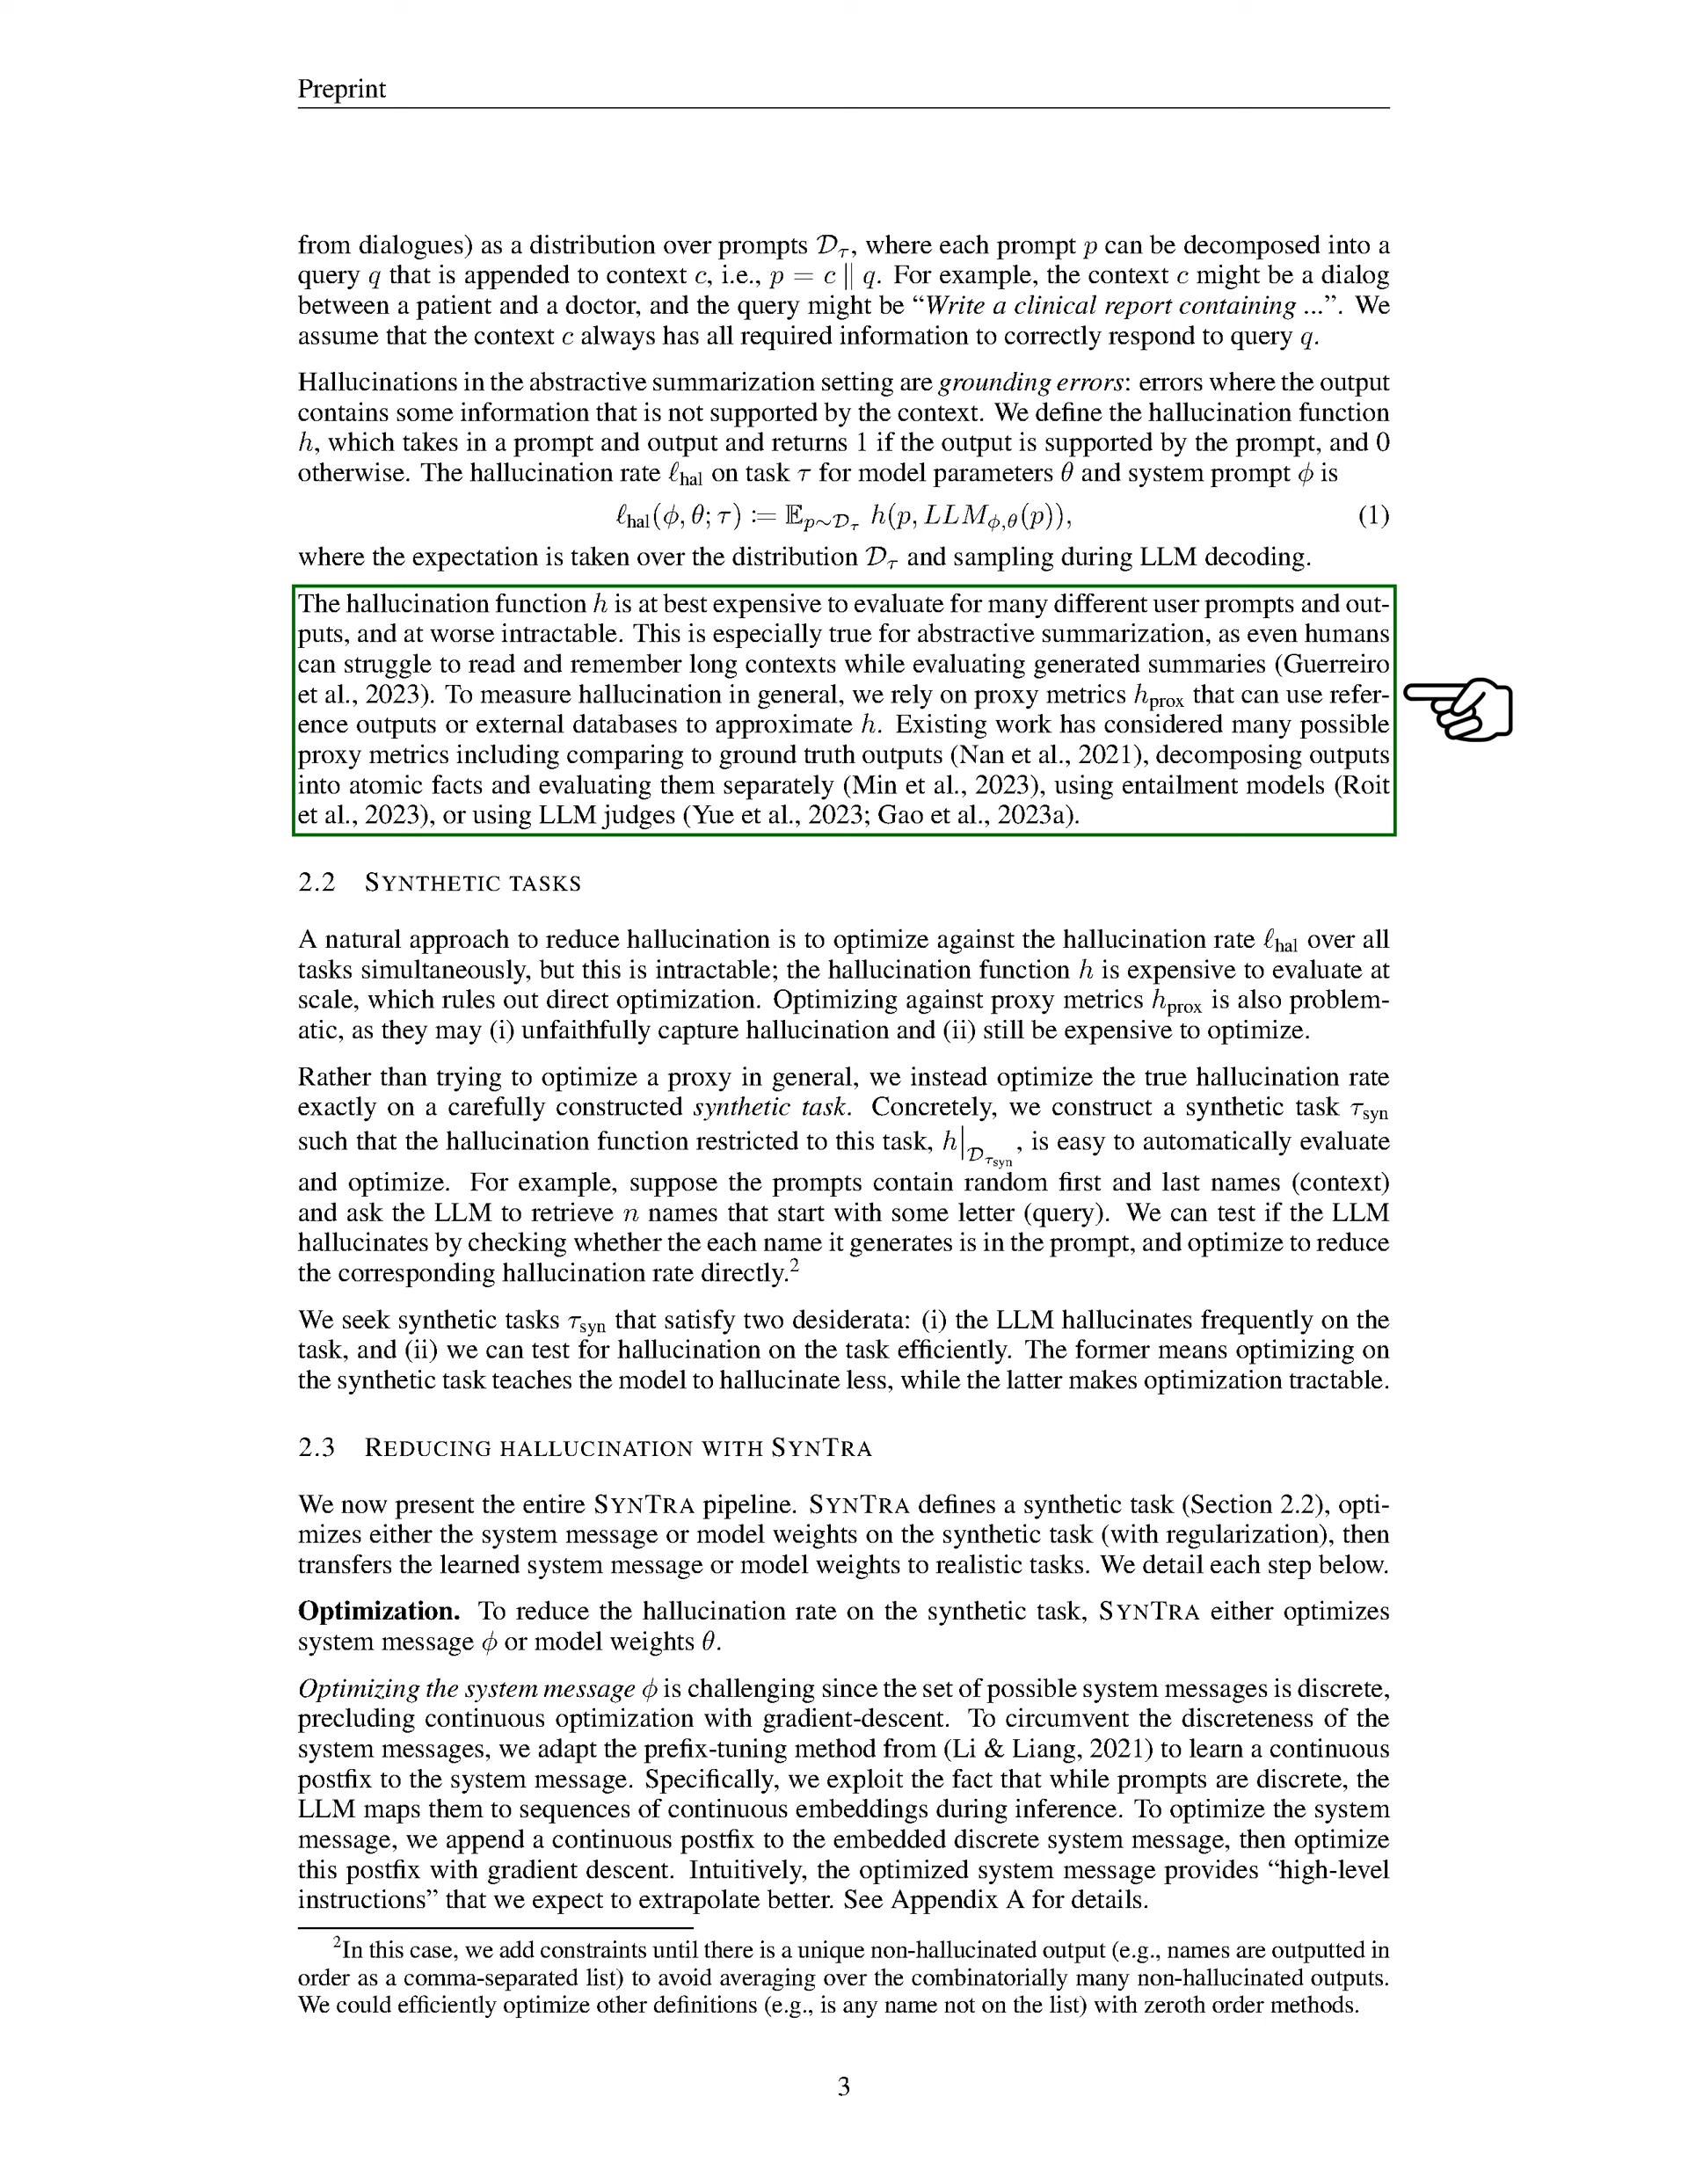 Preprint
from dialogues) as a distribution over prompts 𝒟τ, where each prompt p can be decomposed into a
query q that is appended to context c, i.e., p = c ∥ q. For example, the context c might be a dialog
between a patient and a doctor, and the query might be “Write a clinical report containing ...”. We
assume that the context c always has all required information to correctly respond to query q.
Hallucinations in the abstractive summarization setting are grounding errors: errors where the output
contains some information that is not supported by the context. We define the hallucination function
h, which takes in a prompt and output and returns 1 if the output is supported by the prompt, and 0
otherwise. The hallucination rate ℓhal on task τ for model parameters θ and system prompt ϕ is
ℓhal(ϕ, θ; τ) := 𝔼p∼𝒟τ h(p, LLMϕ,θ(p)), (1)
where the expectation is taken over the distribution 𝒟τ and sampling during LLM decoding.
The hallucination function h is at best expensive to evaluate for many different user prompts and out-
puts, and at worse intractable. This is especially true for abstractive summarization, as even humans
can struggle to read and remember long contexts while evaluating generated summaries (Guerreiro
et al., 2023). To measure hallucination in general, we rely on proxy metrics hprox that can use refer-
ence outputs or external databases to approximate h. Existing work has considered many possible
proxy metrics including comparing to ground truth outputs (Nan et al., 2021), decomposing outputs
into atomic facts and evaluating them separately (Min et al., 2023), using entailment models (Roit
et al., 2023), or using LLM judges (Yue et al., 2023; Gao et al., 2023a).
2.2 SYNTHETIC TASKS
A natural approach to reduce hallucination is to optimize against the hallucination rate ℓhal over all
tasks simultaneously, but this is intractable; the hallucination function h is expensive to evaluate at
scale, which rules out direct optimization. Optimizing against proxy metrics hprox is also problem-
atic, as they may (i) unfaithfully capture hallucination and (ii) still be expensive to optimize.
Rather than trying to optimize a proxy in general, we instead optimize the true hallucination rate
exactly on a carefully constructed synthetic task. Concretely, we construct a synthetic task τsyn
such that the hallucination function restricted to this task, h|𝒟τsyn, is easy to automatically evaluate
and optimize. For example, suppose the prompts contain random first and last names (context)
and ask the LLM to retrieve n names that start with some letter (query). We can test if the LLM
hallucinates by checking whether the each name it generates is in the prompt, and optimize to reduce
the corresponding hallucination rate directly.2
We seek synthetic tasks τsyn that satisfy two desiderata: (i) the LLM hallucinates frequently on the
task, and (ii) we can test for hallucination on the task efficiently. The former means optimizing on
the synthetic task teaches the model to hallucinate less, while the latter makes optimization tractable.
2.3 REDUCING HALLUCINATION WITH SYNTRA
We now present the entire SYNTRA pipeline. SYNTRA defines a synthetic task (Section 2.2), opti-
mizes either the system message or model weights on the synthetic task (with regularization), then
transfers the learned system message or model weights to realistic tasks. We detail each step below.
Optimization. To reduce the hallucination rate on the synthetic task, SYNTRA either optimizes
system message ϕ or model weights θ.
Optimizing the system message ϕ is challenging since the set of possible system messages is discrete,
precluding continuous optimization with gradient-descent. To circumvent the discreteness of the
system messages, we adapt the prefix-tuning method from (Li & Liang, 2021) to learn a continuous
postfix to the system message. Specifically, we exploit the fact that while prompts are discrete, the
LLM maps them to sequences of continuous embeddings during inference. To optimize the system
message, we append a continuous postfix to the embedded discrete system message, then optimize
this postfix with gradient descent. Intuitively, the optimized system message provides “high-level
instructions” that we expect to extrapolate better. See Appendix A for details.
2In this case, we add constraints until there is a unique non-hallucinated output (e.g., names are outputted in
order as a comma-separated list) to avoid averaging over the combinatorially many non-hallucinated outputs.
We could efficiently optimize other definitions (e.g., is any name not on the list) with zeroth order methods.
3